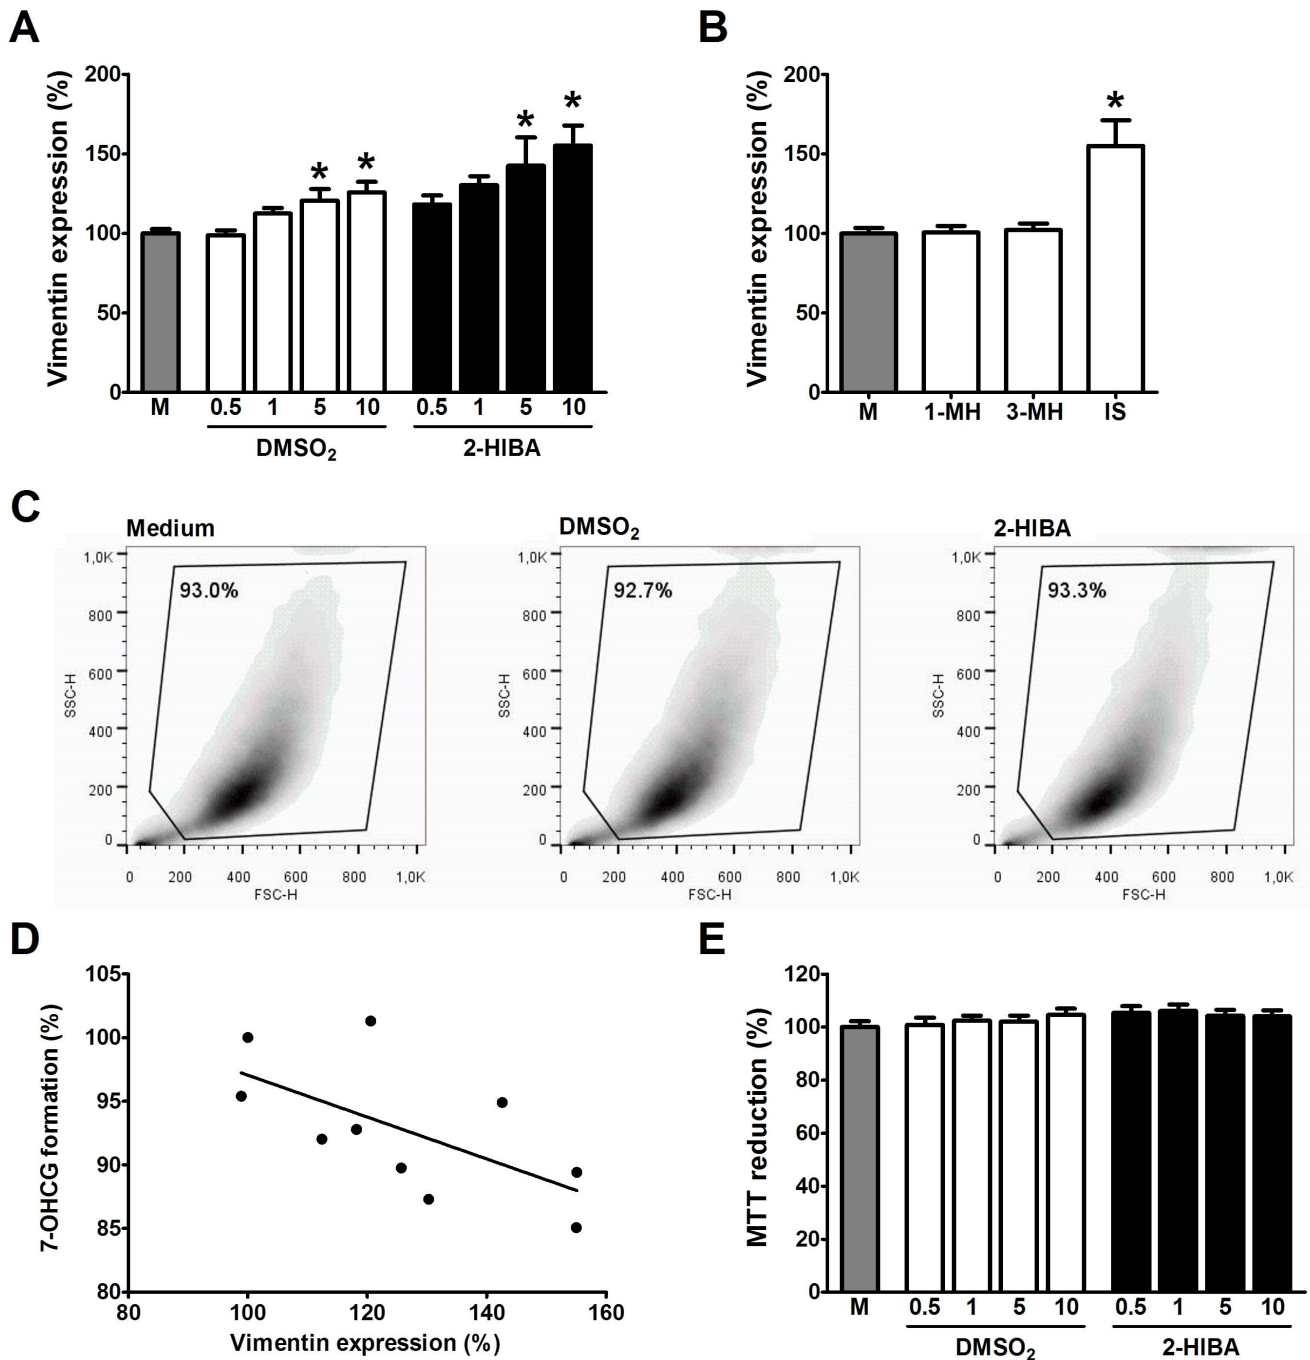 A
Vimentin expression (%)
200
150
100
50
0
* * * *
M 0.5 1 5 10 0.5 1 5 10
DMSO₂ 2-HIBA
B
Vimentin expression (%)
200
150
100
50
0
*
M 1-MH 3-MH IS
C
Medium
93.0%
SSC-H
1,0K
800
600
400
200
0
0 200 400 600 800 1,0K
FSC-H
DMSO₂
92.7%
SSC-H
1,0K
800
600
400
200
0
0 200 400 600 800 1,0K
FSC-H
2-HIBA
93.3%
SSC-H
1,0K
800
600
400
200
0
0 200 400 600 800 1,0K
FSC-H
D
7-OHCG formation (%)
105
100
95
90
85
80
80 100 120 140 160
Vimentin expression (%)
E
MTT reduction (%)
120
100
80
60
40
20
0
M 0.5 1 5 10 0.5 1 5 10
DMSO₂ 2-HIBA